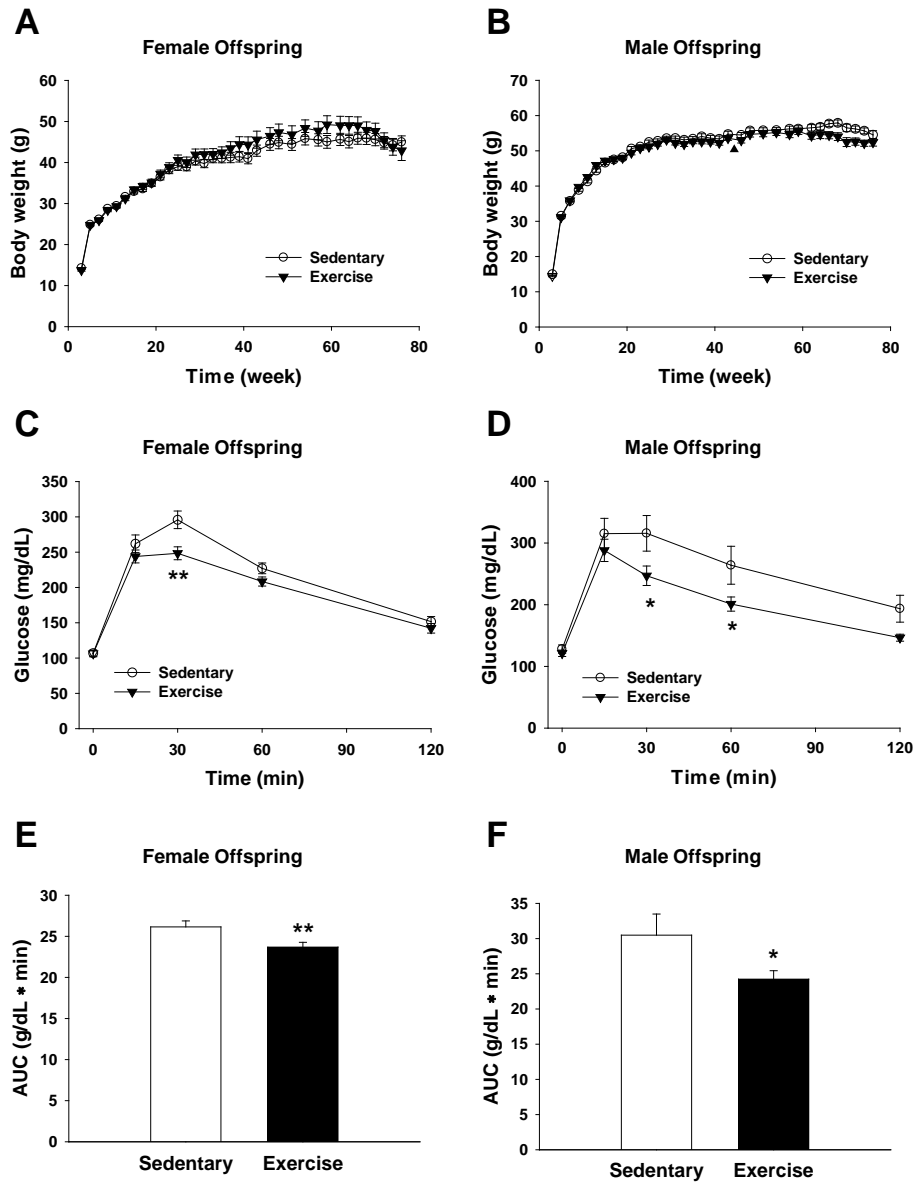 A
Female Offspring
Body weight (g)
60
50
40
30
20
10
0
Sedentary
Exercise
0 20 40 60 80
Time (week)
B
Male Offspring
Body weight (g)
70
60
50
40
30
20
10
0
Sedentary
Exercise
0 20 40 60 80
Time (week)
C
Female Offspring
Glucose (mg/dL)
350
300
250
200
150
100
50
0
**
Sedentary
Exercise
0 30 60 90 120
Time (min)
D
Male Offspring
Glucose (mg/dL)
400
300
200
100
0
*
*
Sedentary
Exercise
0 30 60 90 120
Time (min)
E
Female Offspring
AUC (g/dL * min)
30
25
20
15
10
5
0
**
Sedentary Exercise
F
Male Offspring
AUC (g/dL * min)
35
30
25
20
15
10
5
0
*
Sedentary Exercise